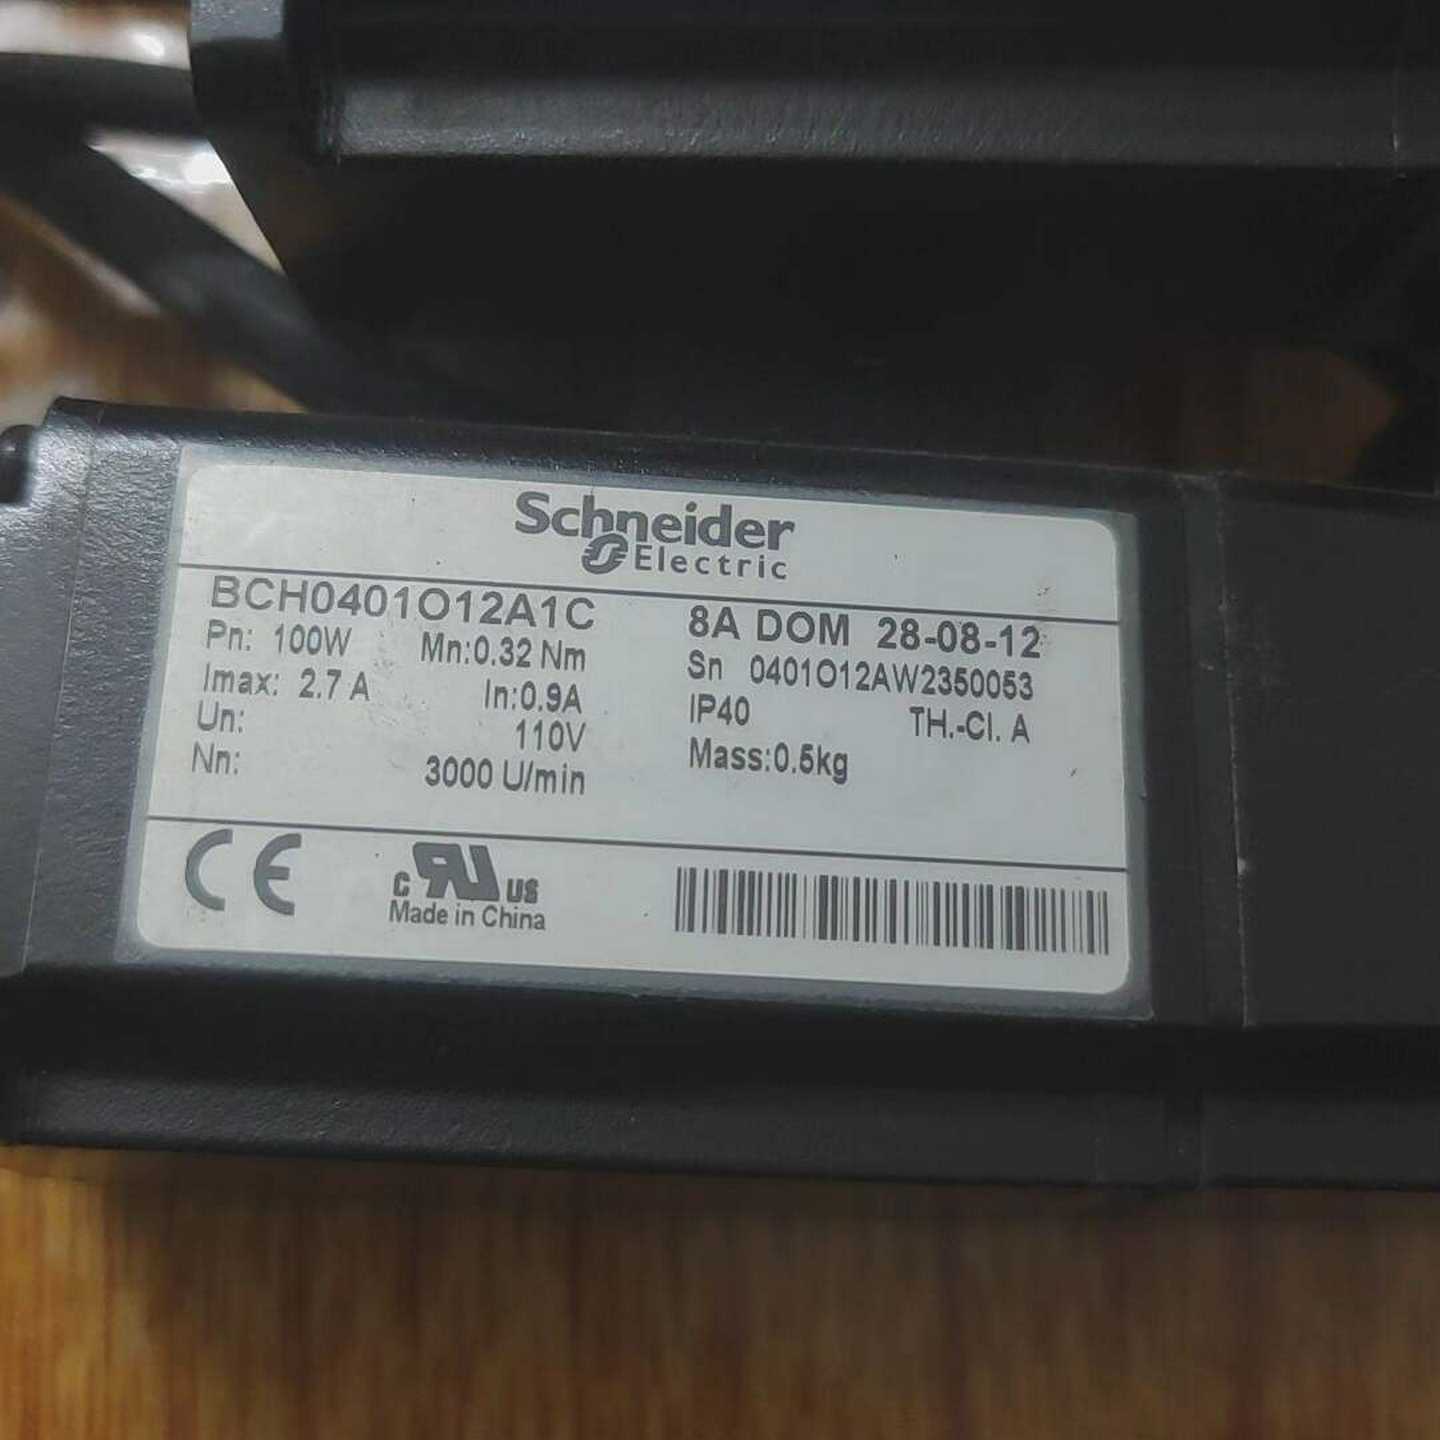 Schneider
Electric
BCH0401O12A1C 8A DOM 28-08-12
Pn: 100W Mn:0.32 Nm Sn 0401O12AW2350053
Imax: 2.7 A In:0.9A IP40 TH.-Cl. A
Un: 110V Mass:0.5kg
Nn: 3000 U/min
CE
c RU US
Made in China